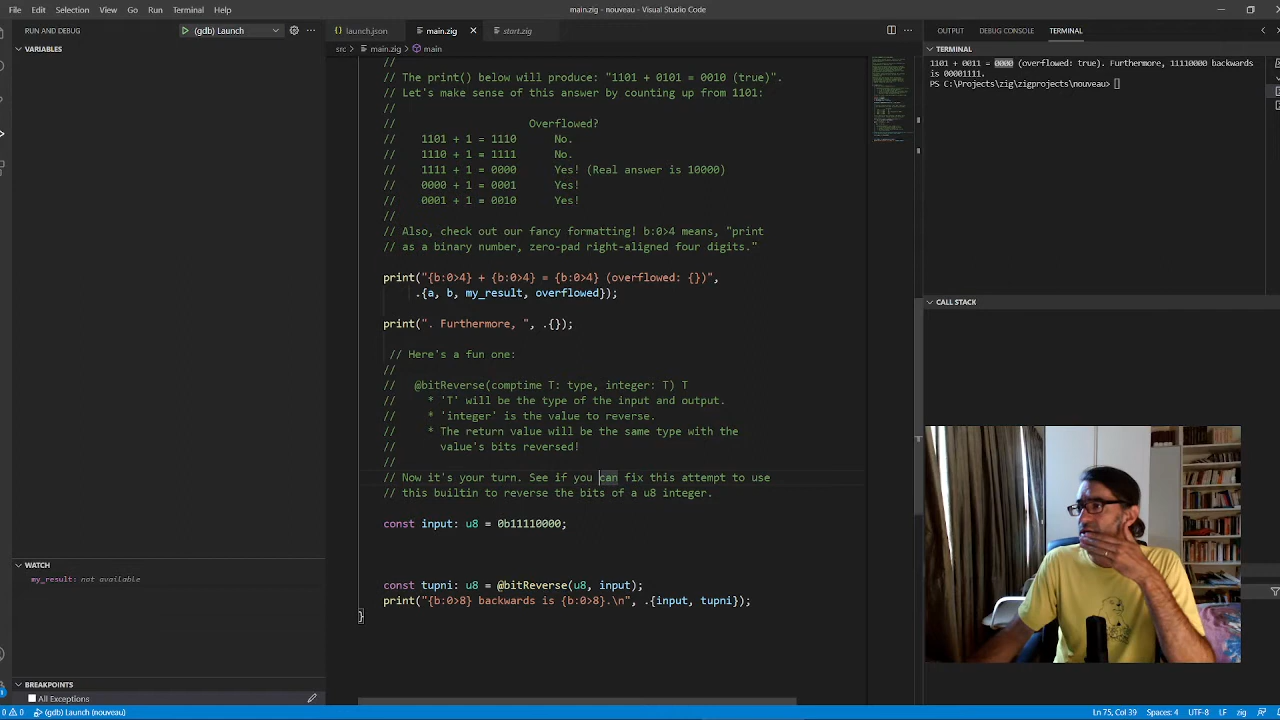 File Edit Selection View Go Run Terminal Help
main.zig - nouveau - Visual Studio Code
RUN AND DEBUG
(gdb) Launch
launch.json
main.zig
start.zig
OUTPUT DEBUG CONSOLE TERMINAL
VARIABLES
src > main.zig > main
TERMINAL
//
// The print() below will produce: "1101 + 0101 = 0010 (true)".
// Let's make sense of this answer by counting up from 1101:
//
// Overflowed?
// 1101 + 1 = 1110 No.
// 1110 + 1 = 1111 No.
// 1111 + 1 = 0000 Yes! (Real answer is 10000)
// 0000 + 1 = 0001 Yes!
// 0001 + 1 = 0010 Yes!
//
// Also, check out our fancy formatting! b:0>4 means, "print
// as a binary number, zero-pad right-aligned four digits."
print("{b:0>4} + {b:0>4} = {b:0>4} (overflowed: {})",
.{a, b, my_result, overflowed});
print(". Furthermore, ", .{});
// Here's a fun one:
//
// @bitReverse(comptime T: type, integer: T) T
// * 'T' will be the type of the input and output.
// * 'integer' is the value to reverse.
// * The return value will be the same type with the
// value's bits reversed!
//
// Now it's your turn. See if you can fix this attempt to use
// this builtin to reverse the bits of a u8 integer.
const input: u8 = 0b11110000;
const tupni: u8 = @bitReverse(u8, input);
print("{b:0>8} backwards is {b:0>8}.\n", .{input, tupni});
}
1101 + 0011 = 0000 (overflowed: true). Furthermore, 11110000 backwards
is 00001111.
PS C:\Projects\zig\zigprojects\nouveau>
CALL STACK
WATCH
my_result: not available
BREAKPOINTS
All Exceptions
0 0 (gdb) Launch (nouveau)
Ln 75, Col 39 Spaces: 4 UTF-8 LF zig